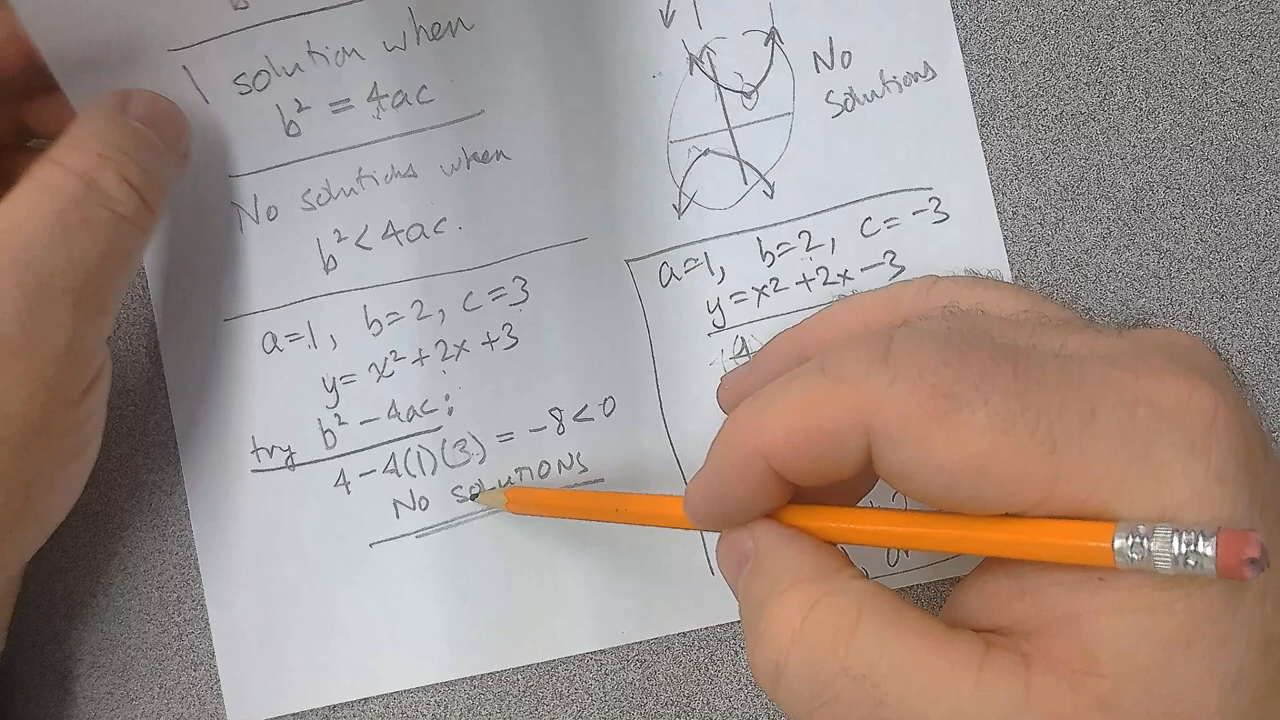 1 solution when
b² = 4ac
No solutions when
b² < 4ac.
a=1, b=2, c=3
y= x² + 2x +3
try b² - 4ac:
4-4(1)(3) = -8<0
No SOLUTIONS
No
Solutions
a=1, b=2, c=-3
y=x²+2x-3